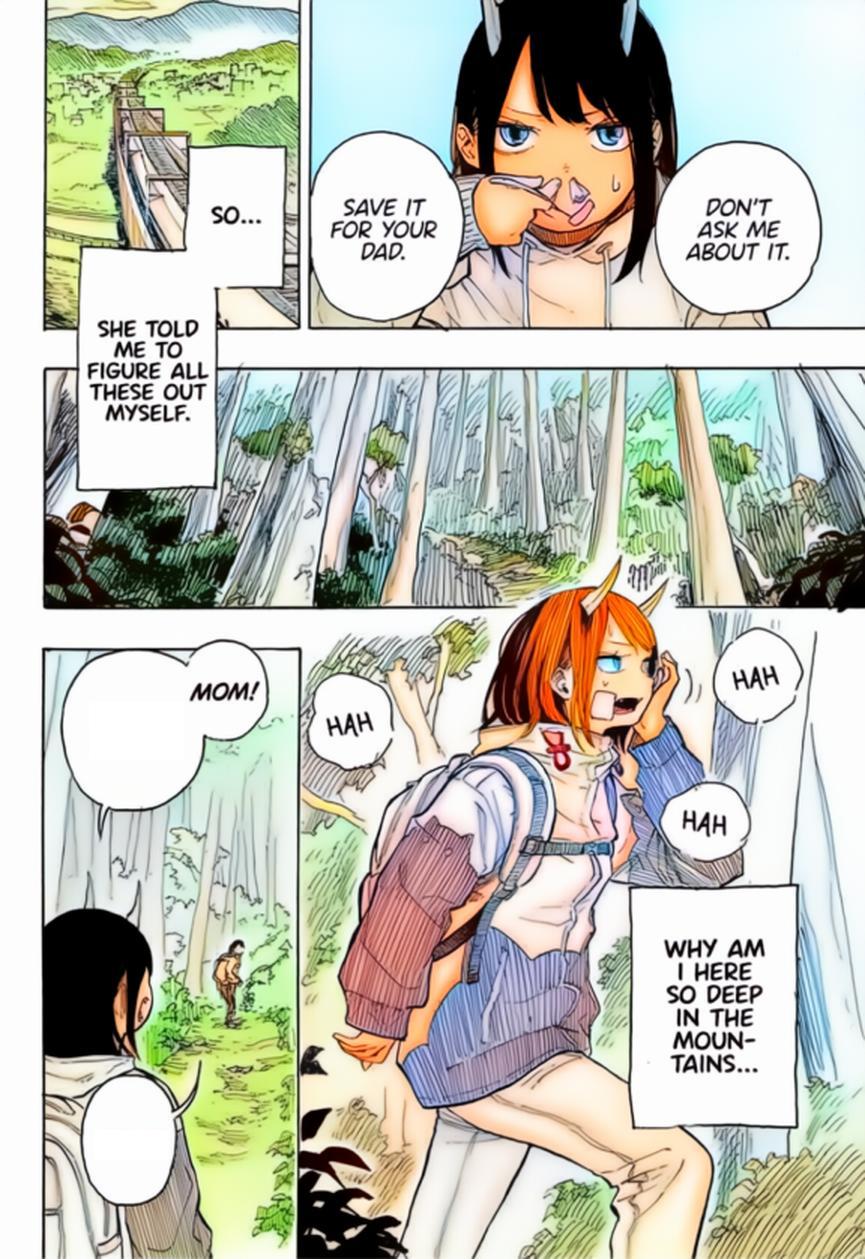 SO...
SHE TOLD
ME TO
FIGURE ALL
THESE OUT
MYSELF.
SAVE IT
FOR YOUR
DAD.
DON'T
ASK ME
ABOUT IT.
MOM!
HAH
HAH
HAH
WHY AM
I HERE
SO DEEP
IN THE
MOUN-
TAINS...